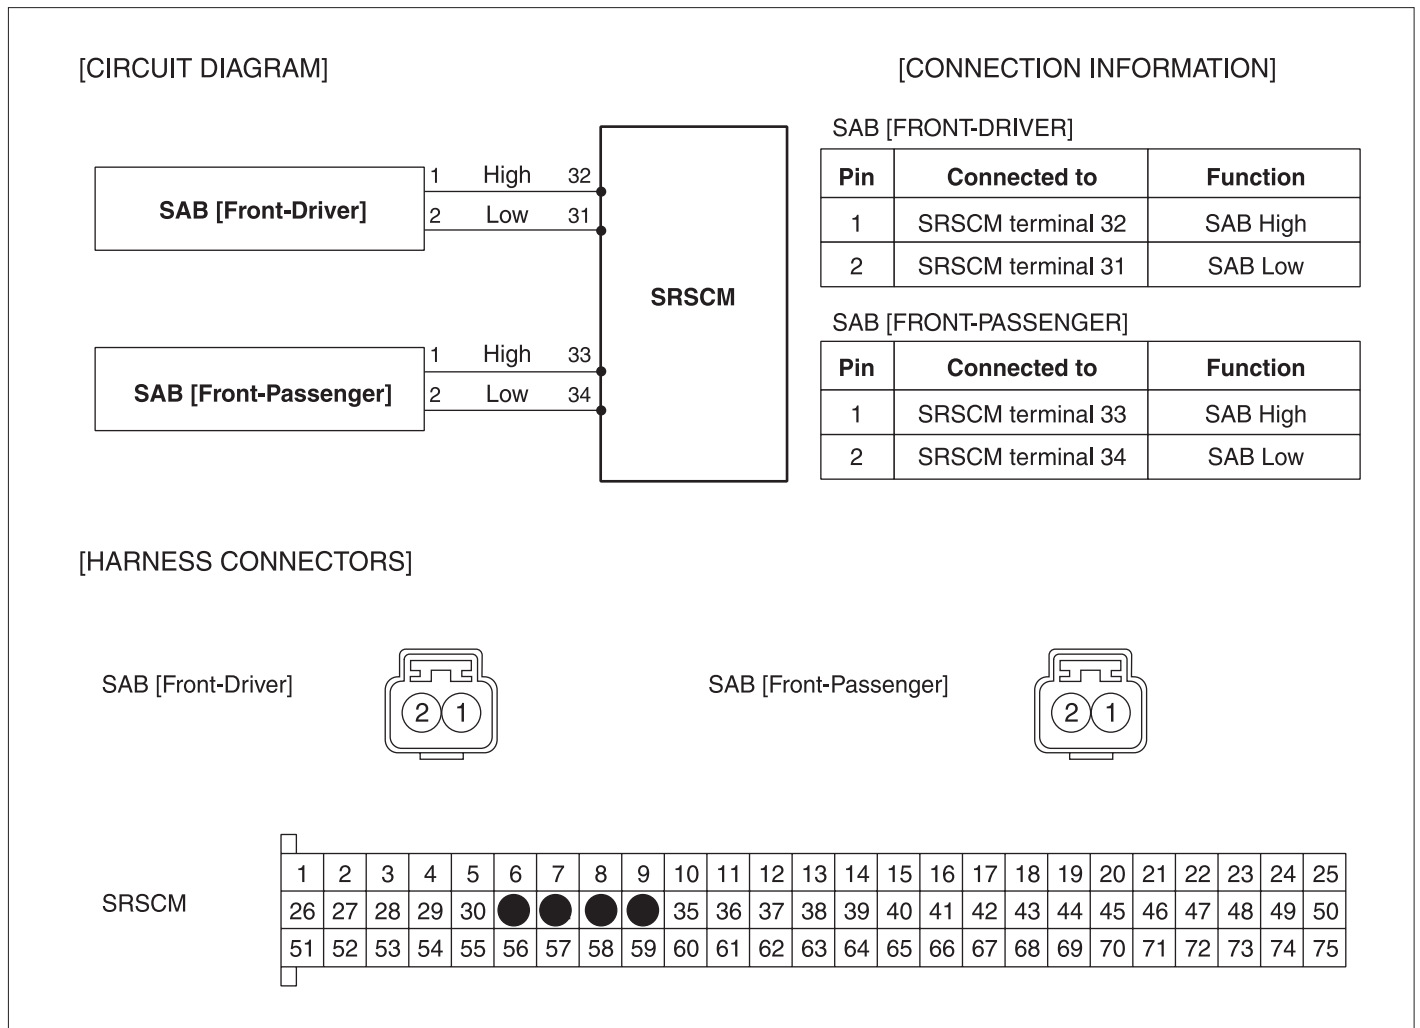 [CIRCUIT DIAGRAM]
SAB [Front-Driver]
1 High 32
2 Low 31
SAB [Front-Passenger]
1 High 33
2 Low 34
SRSCM
[CONNECTION INFORMATION]
SAB [FRONT-DRIVER]
Pin Connected to Function
1 SRSCM terminal 32 SAB High
2 SRSCM terminal 31 SAB Low
SAB [FRONT-PASSENGER]
Pin Connected to Function
1 SRSCM terminal 33 SAB High
2 SRSCM terminal 34 SAB Low
[HARNESS CONNECTORS]
SAB [Front-Driver]
2 1
SAB [Front-Passenger]
2 1
SRSCM
1 2 3 4 5 6 7 8 9 10 11 12 13 14 15 16 17 18 19 20 21 22 23 24 25
26 27 28 29 30 35 36 37 38 39 40 41 42 43 44 45 46 47 48 49 50
51 52 53 54 55 56 57 58 59 60 61 62 63 64 65 66 67 68 69 70 71 72 73 74 75